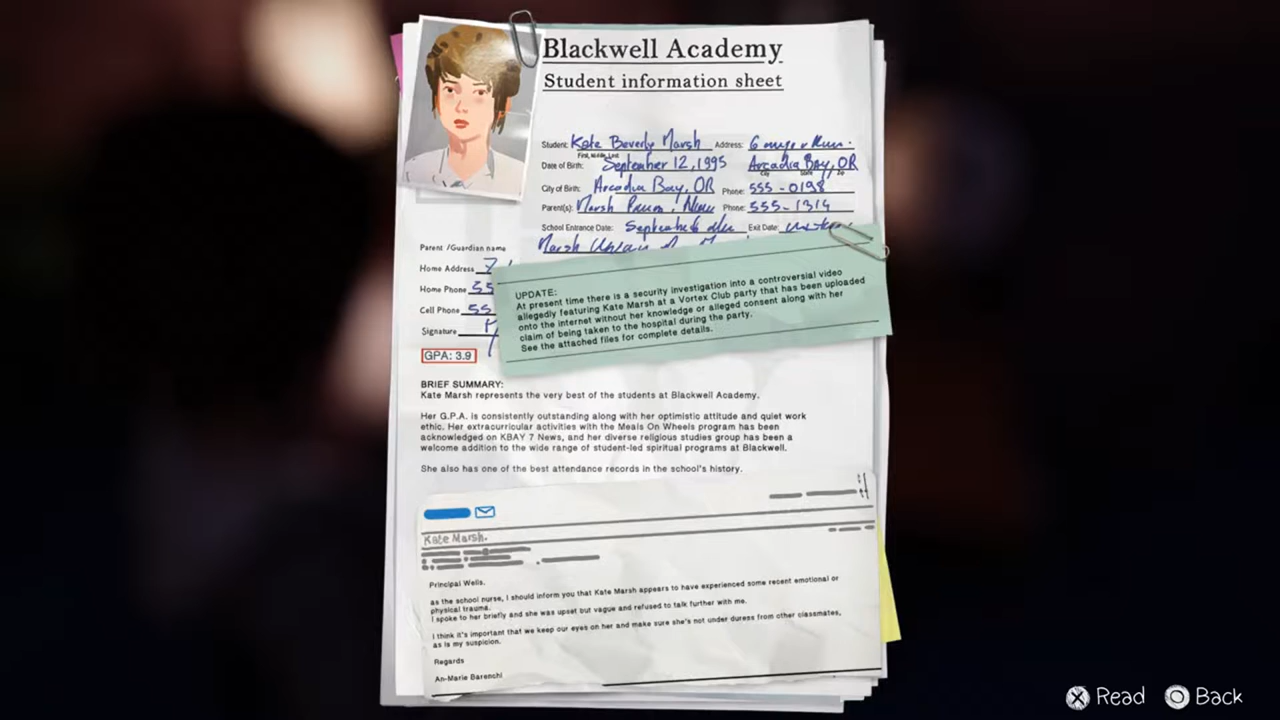 Blackwell Academy
Student information sheet
Student: Kate Beverly Marsh Address:
First, Middle, Last
Date of Birth: September 12, 1995 Arcadia Bay, OR
City State Zip
City of Birth: Arcadia Bay, OR Phone: 555-0198
Parent(s): Marsh Phone: 555-1314
School Entrance Date: Exit Date:
Marsh
Parent /Guardian name
Home Address
Home Phone
Cell Phone
Signature
GPA: 3.9
UPDATE:
At present time there is a security investigation into a controversial video
allegedly featuring Kate Marsh at a Vortex Club party that has been uploaded
onto the internet without her knowledge or alleged consent along with her
claim of being taken to the hospital during the party.
See the attached files for complete details.
BRIEF SUMMARY:
Kate Marsh represents the very best of the students at Blackwell Academy.
Her G.P.A. is consistently outstanding along with her optimistic attitude and quiet work
ethic. Her extracurricular activities with the Meals On Wheels program has been
acknowledged on KBAY 7 News, and her diverse religious studies group has been a
welcome addition to the wide range of student-led spiritual programs at Blackwell.
She also has one of the best attendance records in the school's history.
Kate Marsh.
Principal Wells,
as the school nurse, I should inform you that Kate Marsh appears to have experienced some recent emotional or
physical trauma.
I spoke to her briefly and she was upset but vague and refused to talk further with me.
I think it's important that we keep our eyes on her and make sure she's not under duress from other classmates,
as is my suspicion.
Regards
An-Marie Barenchi
Read Back